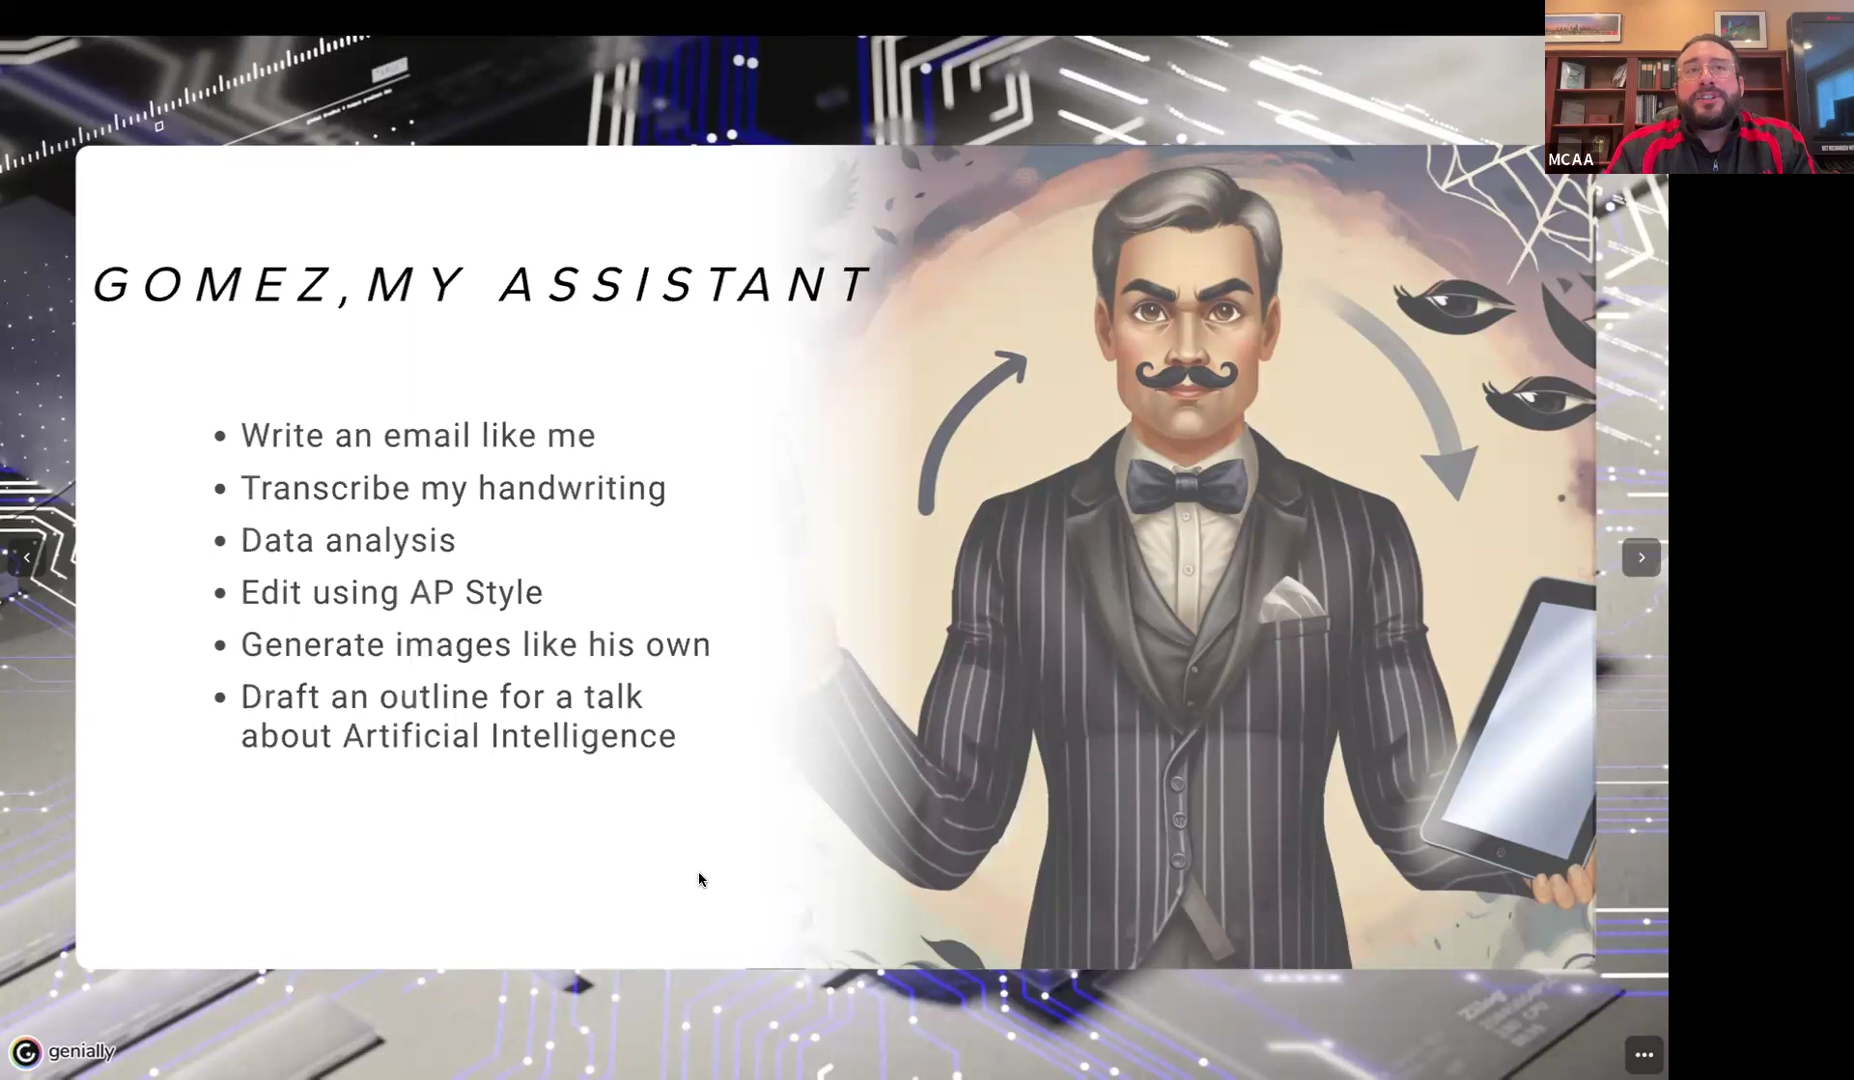 MCAA
GOMEZ,MY ASSISTANT
• Write an email like me
• Transcribe my handwriting
• Data analysis
• Edit using AP Style
• Generate images like his own
• Draft an outline for a talk
about Artificial Intelligence
genially